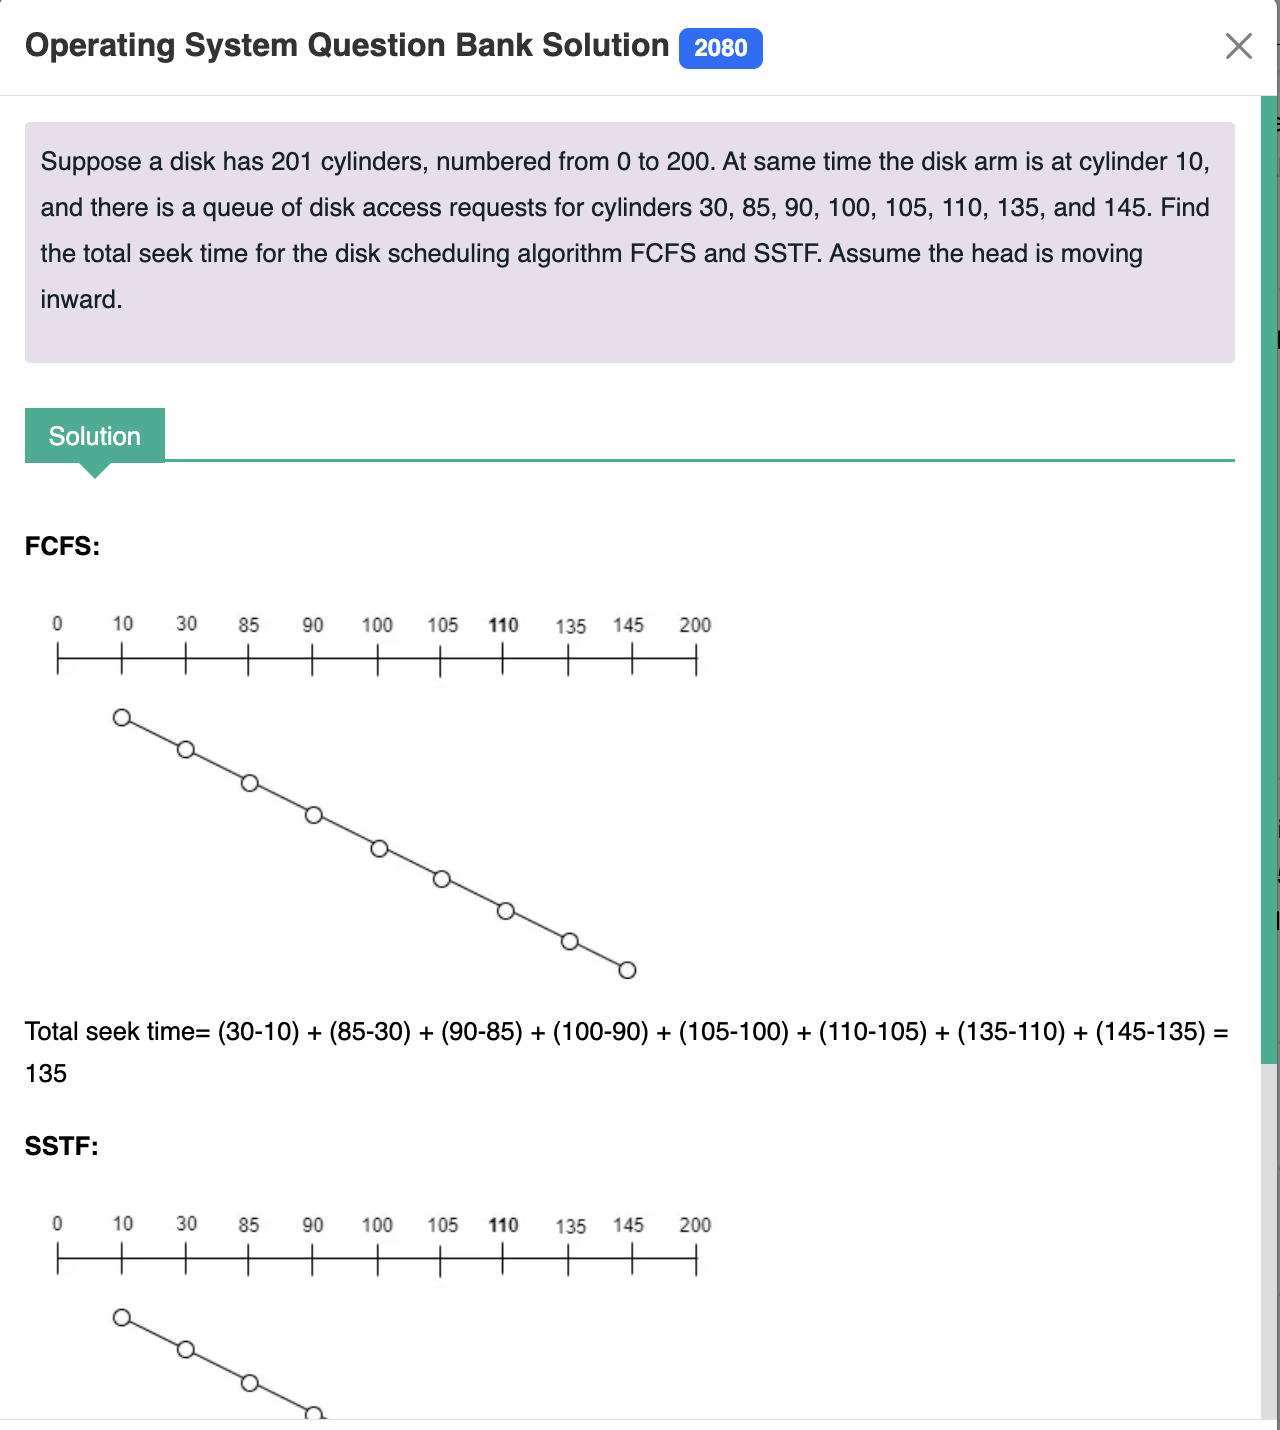 Operating System Question Bank Solution 2080
Suppose a disk has 201 cylinders, numbered from 0 to 200. At same time the disk arm is at cylinder 10,
and there is a queue of disk access requests for cylinders 30, 85, 90, 100, 105, 110, 135, and 145. Find
the total seek time for the disk scheduling algorithm FCFS and SSTF. Assume the head is moving
inward.
Solution
FCFS:
0 10 30 85 90 100 105 110 135 145 200
Total seek time= (30-10) + (85-30) + (90-85) + (100-90) + (105-100) + (110-105) + (135-110) + (145-135) =
135
SSTF:
0 10 30 85 90 100 105 110 135 145 200